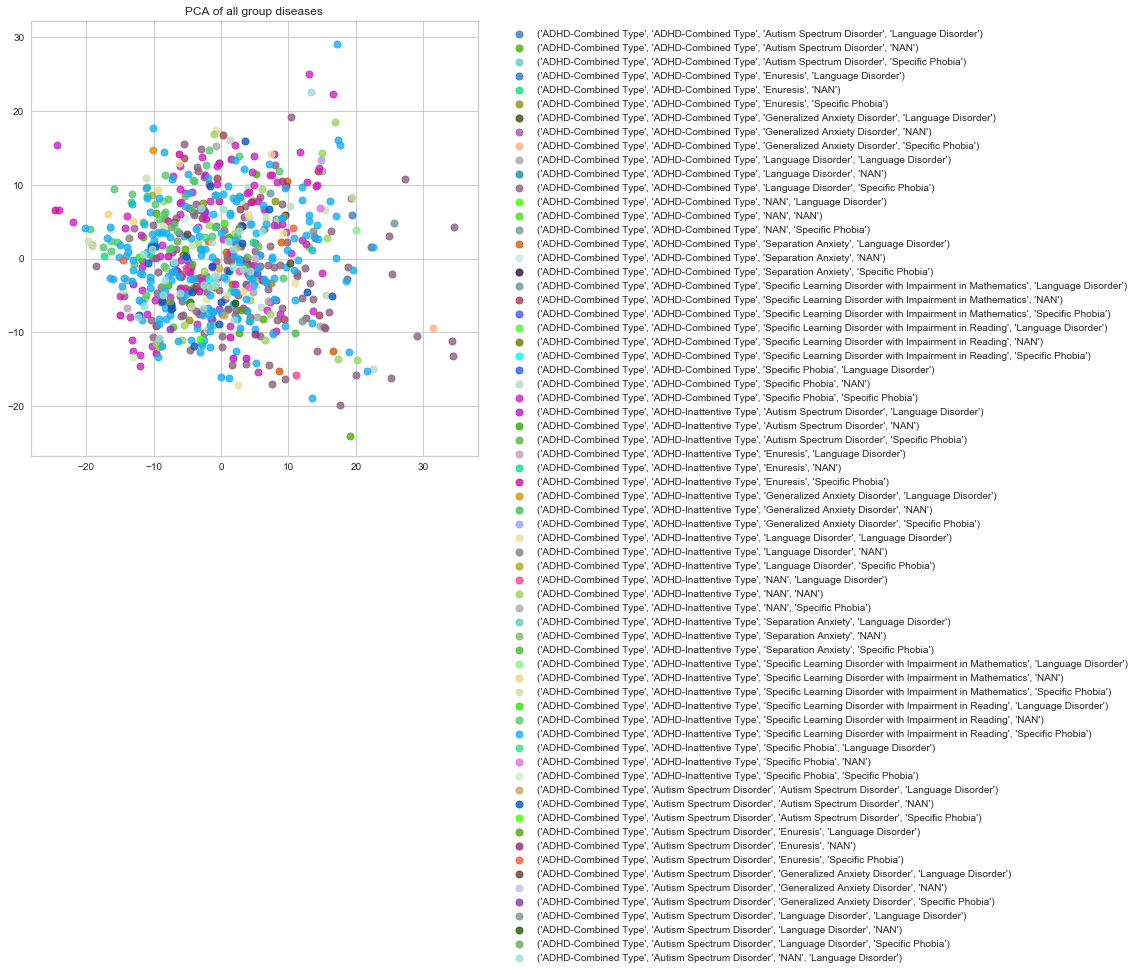 PCA of all group diseases
30
20
10
0
−10
−20
−20
−10
0
10
20
30
('ADHD-Combined Type', 'ADHD-Combined Type', 'Autism Spectrum Disorder', 'Language Disorder')
('ADHD-Combined Type', 'ADHD-Combined Type', 'Autism Spectrum Disorder', 'NAN')
('ADHD-Combined Type', 'ADHD-Combined Type', 'Autism Spectrum Disorder', 'Specific Phobia')
('ADHD-Combined Type', 'ADHD-Combined Type', 'Enuresis', 'Language Disorder')
('ADHD-Combined Type', 'ADHD-Combined Type', 'Enuresis', 'NAN')
('ADHD-Combined Type', 'ADHD-Combined Type', 'Enuresis', 'Specific Phobia')
('ADHD-Combined Type', 'ADHD-Combined Type', 'Generalized Anxiety Disorder', 'Language Disorder')
('ADHD-Combined Type', 'ADHD-Combined Type', 'Generalized Anxiety Disorder', 'NAN')
('ADHD-Combined Type', 'ADHD-Combined Type', 'Generalized Anxiety Disorder', 'Specific Phobia')
('ADHD-Combined Type', 'ADHD-Combined Type', 'Language Disorder', 'Language Disorder')
('ADHD-Combined Type', 'ADHD-Combined Type', 'Language Disorder', 'NAN')
('ADHD-Combined Type', 'ADHD-Combined Type', 'Language Disorder', 'Specific Phobia')
('ADHD-Combined Type', 'ADHD-Combined Type', 'NAN', 'Language Disorder')
('ADHD-Combined Type', 'ADHD-Combined Type', 'NAN', 'NAN')
('ADHD-Combined Type', 'ADHD-Combined Type', 'NAN', 'Specific Phobia')
('ADHD-Combined Type', 'ADHD-Combined Type', 'Separation Anxiety', 'Language Disorder')
('ADHD-Combined Type', 'ADHD-Combined Type', 'Separation Anxiety', 'NAN')
('ADHD-Combined Type', 'ADHD-Combined Type', 'Separation Anxiety', 'Specific Phobia')
('ADHD-Combined Type', 'ADHD-Combined Type', 'Specific Learning Disorder with Impairment in Mathematics', 'Language Disorder')
('ADHD-Combined Type', 'ADHD-Combined Type', 'Specific Learning Disorder with Impairment in Mathematics', 'NAN')
('ADHD-Combined Type', 'ADHD-Combined Type', 'Specific Learning Disorder with Impairment in Mathematics', 'Specific Phobia')
('ADHD-Combined Type', 'ADHD-Combined Type', 'Specific Learning Disorder with Impairment in Reading', 'Language Disorder')
('ADHD-Combined Type', 'ADHD-Combined Type', 'Specific Learning Disorder with Impairment in Reading', 'NAN')
('ADHD-Combined Type', 'ADHD-Combined Type', 'Specific Learning Disorder with Impairment in Reading', 'Specific Phobia')
('ADHD-Combined Type', 'ADHD-Combined Type', 'Specific Phobia', 'Language Disorder')
('ADHD-Combined Type', 'ADHD-Combined Type', 'Specific Phobia', 'NAN')
('ADHD-Combined Type', 'ADHD-Combined Type', 'Specific Phobia', 'Specific Phobia')
('ADHD-Combined Type', 'ADHD-Inattentive Type', 'Autism Spectrum Disorder', 'Language Disorder')
('ADHD-Combined Type', 'ADHD-Inattentive Type', 'Autism Spectrum Disorder', 'NAN')
('ADHD-Combined Type', 'ADHD-Inattentive Type', 'Autism Spectrum Disorder', 'Specific Phobia')
('ADHD-Combined Type', 'ADHD-Inattentive Type', 'Enuresis', 'Language Disorder')
('ADHD-Combined Type', 'ADHD-Inattentive Type', 'Enuresis', 'NAN')
('ADHD-Combined Type', 'ADHD-Inattentive Type', 'Enuresis', 'Specific Phobia')
('ADHD-Combined Type', 'ADHD-Inattentive Type', 'Generalized Anxiety Disorder', 'Language Disorder')
('ADHD-Combined Type', 'ADHD-Inattentive Type', 'Generalized Anxiety Disorder', 'NAN')
('ADHD-Combined Type', 'ADHD-Inattentive Type', 'Generalized Anxiety Disorder', 'Specific Phobia')
('ADHD-Combined Type', 'ADHD-Inattentive Type', 'Language Disorder', 'Language Disorder')
('ADHD-Combined Type', 'ADHD-Inattentive Type', 'Language Disorder', 'NAN')
('ADHD-Combined Type', 'ADHD-Inattentive Type', 'Language Disorder', 'Specific Phobia')
('ADHD-Combined Type', 'ADHD-Inattentive Type', 'NAN', 'Language Disorder')
('ADHD-Combined Type', 'ADHD-Inattentive Type', 'NAN', 'NAN')
('ADHD-Combined Type', 'ADHD-Inattentive Type', 'NAN', 'Specific Phobia')
('ADHD-Combined Type', 'ADHD-Inattentive Type', 'Separation Anxiety', 'Language Disorder')
('ADHD-Combined Type', 'ADHD-Inattentive Type', 'Separation Anxiety', 'NAN')
('ADHD-Combined Type', 'ADHD-Inattentive Type', 'Separation Anxiety', 'Specific Phobia')
('ADHD-Combined Type', 'ADHD-Inattentive Type', 'Specific Learning Disorder with Impairment in Mathematics', 'Language Disorder')
('ADHD-Combined Type', 'ADHD-Inattentive Type', 'Specific Learning Disorder with Impairment in Mathematics', 'NAN')
('ADHD-Combined Type', 'ADHD-Inattentive Type', 'Specific Learning Disorder with Impairment in Mathematics', 'Specific Phobia')
('ADHD-Combined Type', 'ADHD-Inattentive Type', 'Specific Learning Disorder with Impairment in Reading', 'Language Disorder')
('ADHD-Combined Type', 'ADHD-Inattentive Type', 'Specific Learning Disorder with Impairment in Reading', 'NAN')
('ADHD-Combined Type', 'ADHD-Inattentive Type', 'Specific Learning Disorder with Impairment in Reading', 'Specific Phobia')
('ADHD-Combined Type', 'ADHD-Inattentive Type', 'Specific Phobia', 'Language Disorder')
('ADHD-Combined Type', 'ADHD-Inattentive Type', 'Specific Phobia', 'NAN')
('ADHD-Combined Type', 'ADHD-Inattentive Type', 'Specific Phobia', 'Specific Phobia')
('ADHD-Combined Type', 'Autism Spectrum Disorder', 'Autism Spectrum Disorder', 'Language Disorder')
('ADHD-Combined Type', 'Autism Spectrum Disorder', 'Autism Spectrum Disorder', 'NAN')
('ADHD-Combined Type', 'Autism Spectrum Disorder', 'Autism Spectrum Disorder', 'Specific Phobia')
('ADHD-Combined Type', 'Autism Spectrum Disorder', 'Enuresis', 'Language Disorder')
('ADHD-Combined Type', 'Autism Spectrum Disorder', 'Enuresis', 'NAN')
('ADHD-Combined Type', 'Autism Spectrum Disorder', 'Enuresis', 'Specific Phobia')
('ADHD-Combined Type', 'Autism Spectrum Disorder', 'Generalized Anxiety Disorder', 'Language Disorder')
('ADHD-Combined Type', 'Autism Spectrum Disorder', 'Generalized Anxiety Disorder', 'NAN')
('ADHD-Combined Type', 'Autism Spectrum Disorder', 'Generalized Anxiety Disorder', 'Specific Phobia')
('ADHD-Combined Type', 'Autism Spectrum Disorder', 'Language Disorder', 'Language Disorder')
('ADHD-Combined Type', 'Autism Spectrum Disorder', 'Language Disorder', 'NAN')
('ADHD-Combined Type', 'Autism Spectrum Disorder', 'Language Disorder', 'Specific Phobia')
('ADHD-Combined Type', 'Autism Spectrum Disorder', 'NAN', 'Language Disorder')